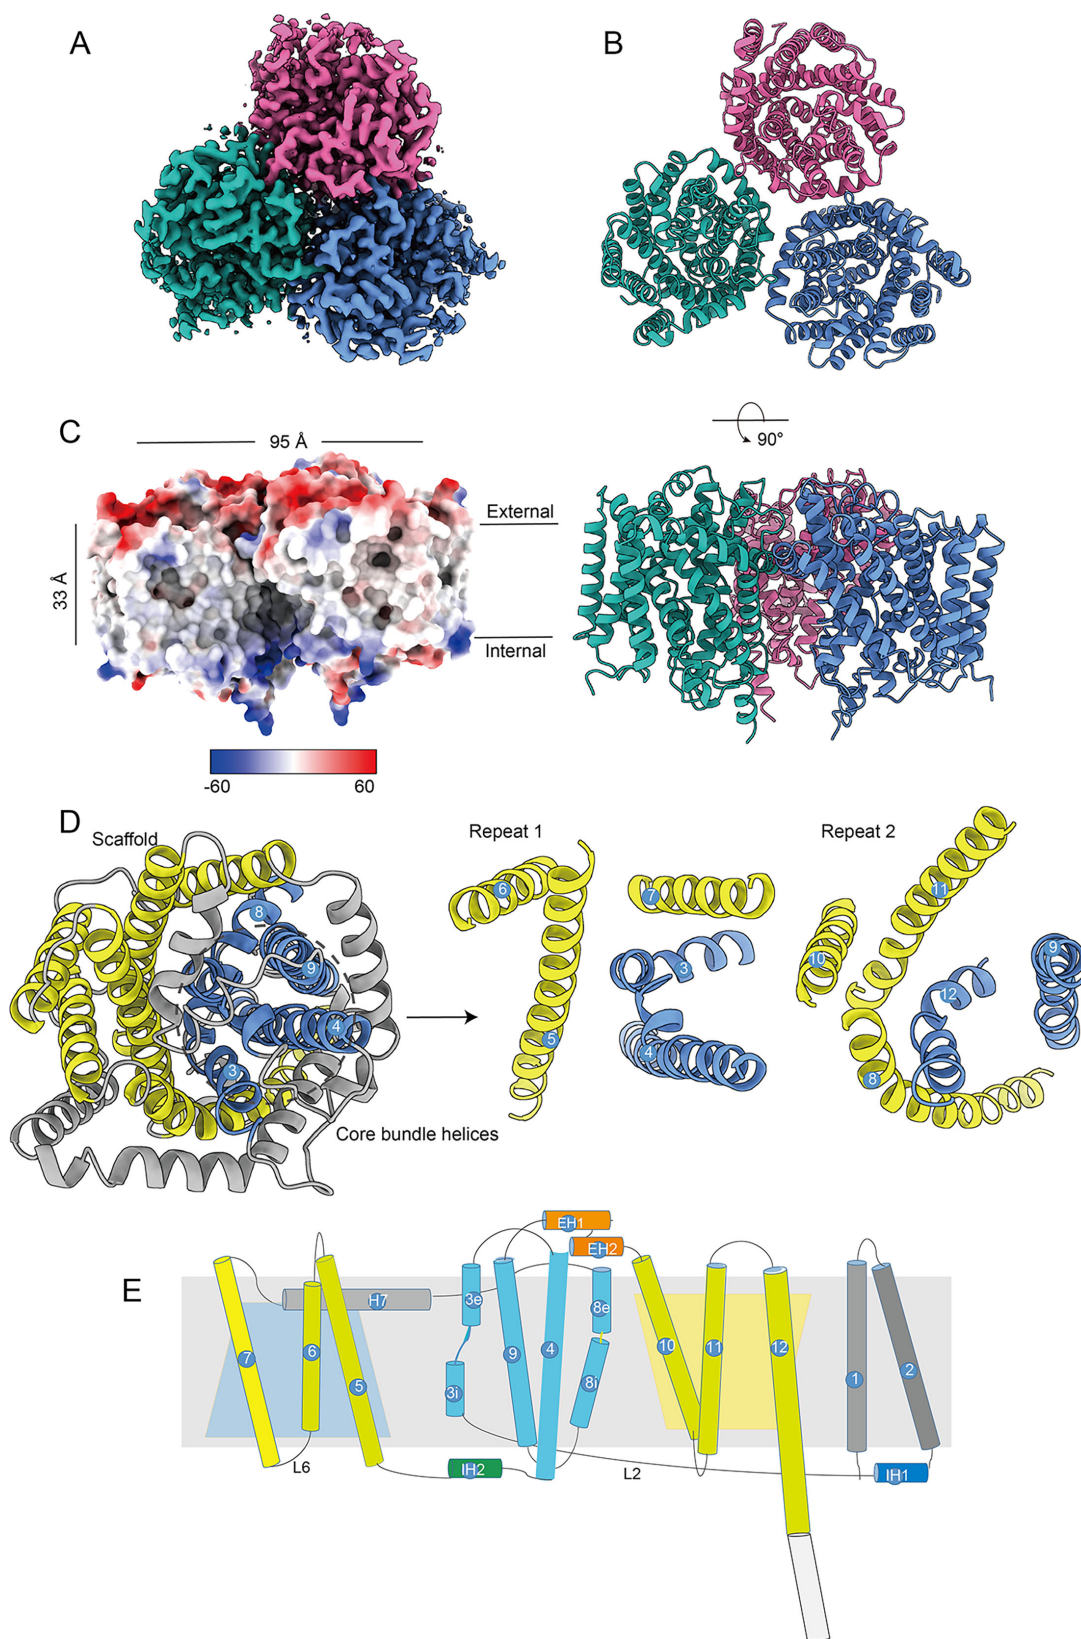 A
B
C
95 Å
90°
External
33 Å
Internal
-60
60
D
Scaffold
Repeat 1
Repeat 2
8
9
4
3
Core bundle helices
6
5
7
3
4
11
10
9
12
8
E
EH1
EH2
H7
3e
8e
7
6
5
9
4
10
11
12
1
2
3i
8i
L6
IH2
L2
IH1